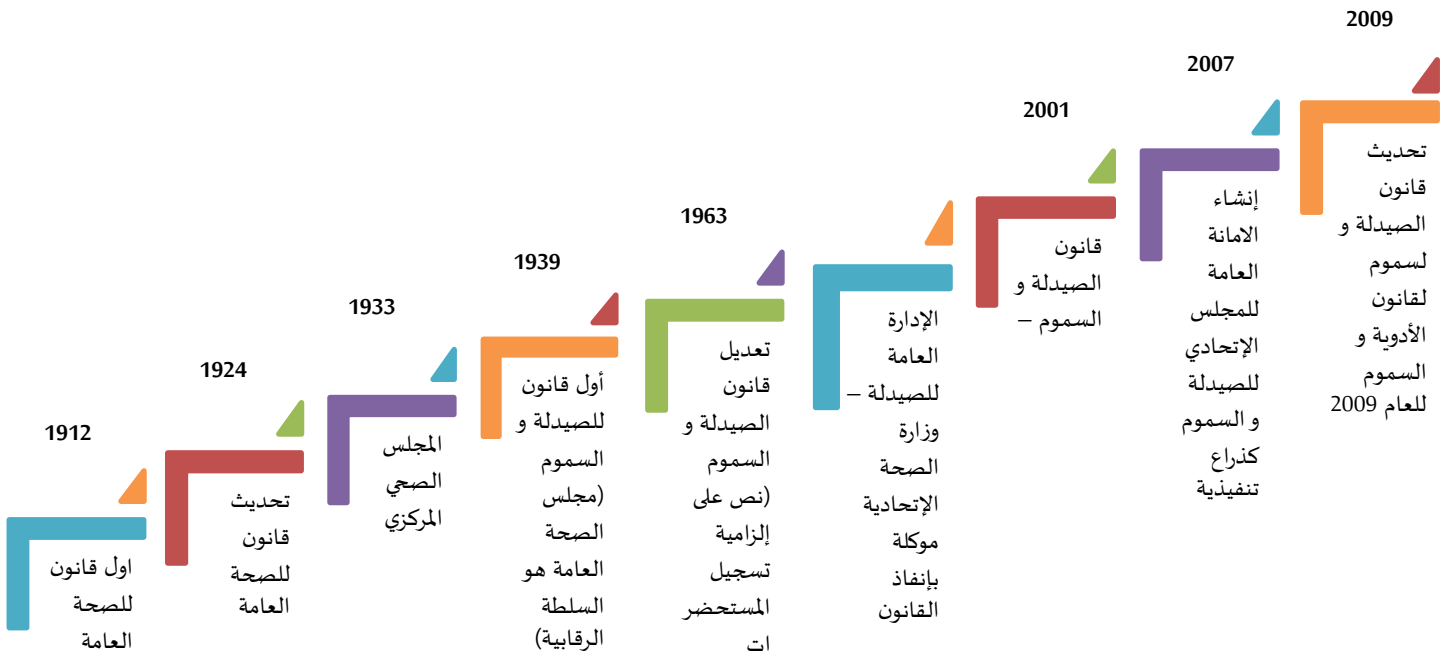 1912
اول قانون
للصحة
العامة
1924
تحديث
قانون
للصحة
العامة
1933
المجلس
الصحي
المركزي
1939
أول قانون
للصيدلة و
السموم
(مجلس
الصحة
العامة هو
السلطة
الرقابية)
1963
تعديل
قانون
الصيدلة و
السموم
(نص على
إلزامية
تسجيل
المستحضر
ات
الإدارة
العامة
للصيدلة –
وزارة
الصحة
الإتحادية
موكلة
بإنفاذ
القانون
2001
قانون
الصيدلة و
السموم –
2007
إنشاء
الامانة
العامة
للمجلس
الإتحادي
للصيدلة
و السموم
كذراع
تنفيذية
2009
تحديث
قانون
الصيدلة و
لسموم
لقانون
الأدوية و
السموم
للعام 2009